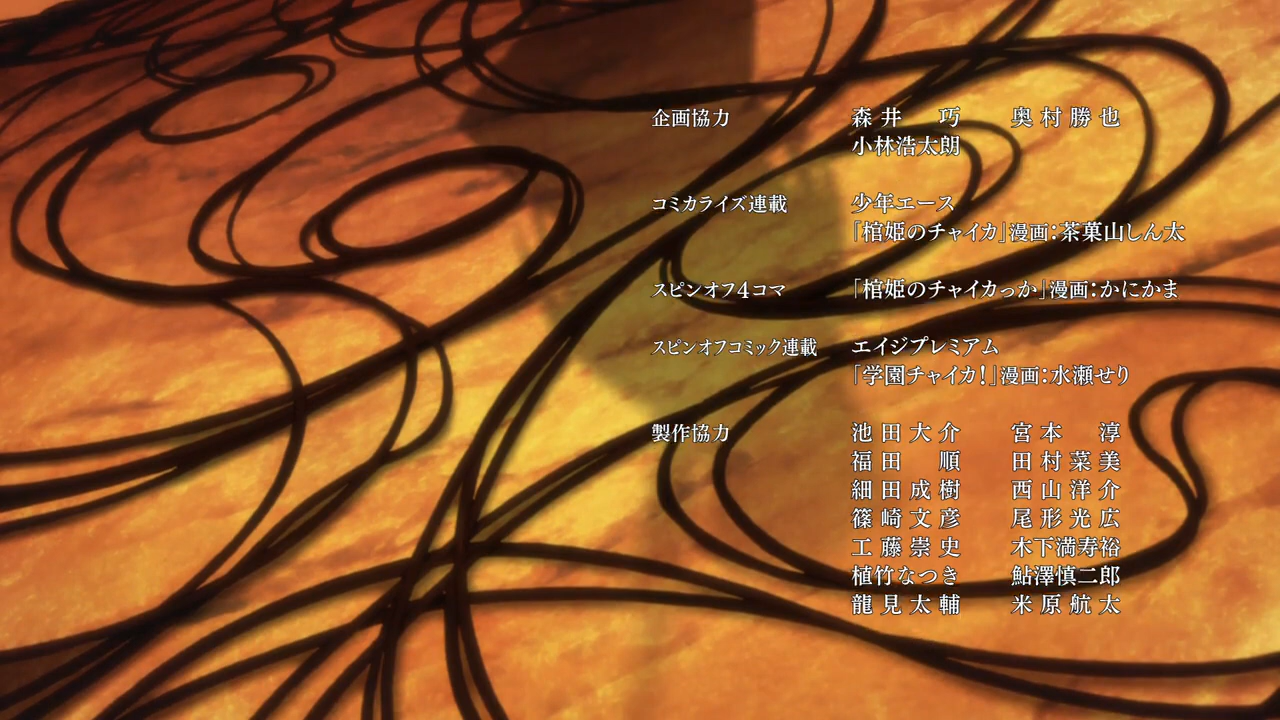 企画協力 森井 巧 奥村勝也
小林浩太朗
コミカライズ連載 少年エース
「棺姫のチャイカ」漫画:茶菓山しん太
スピンオフ4コマ 「棺姫のチャイカっか」漫画:かにかま
スピンオフコミック連載 エイジプレミアム
「学園チャイカ!」漫画:水瀬せり
製作協力 池田大介 宮本 淳
福田 順 田村菜美
細田成樹 西山洋介
篠崎文彦 尾形光広
工藤崇史 木下満寿裕
植竹なつき 鮎澤慎二郎
龍見太輔 米原航太